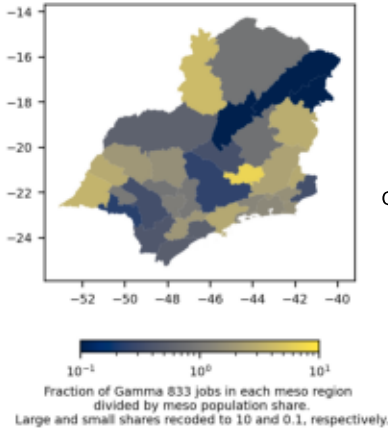 −14
−16
−18
−20
−22
−24
−52 −50 −48 −46 −44 −42 −40
10⁻¹ 10⁰ 10¹
Fraction of Gamma 833 jobs in each meso region
divided by meso population share.
Large and small shares recoded to 10 and 0.1, respectively.